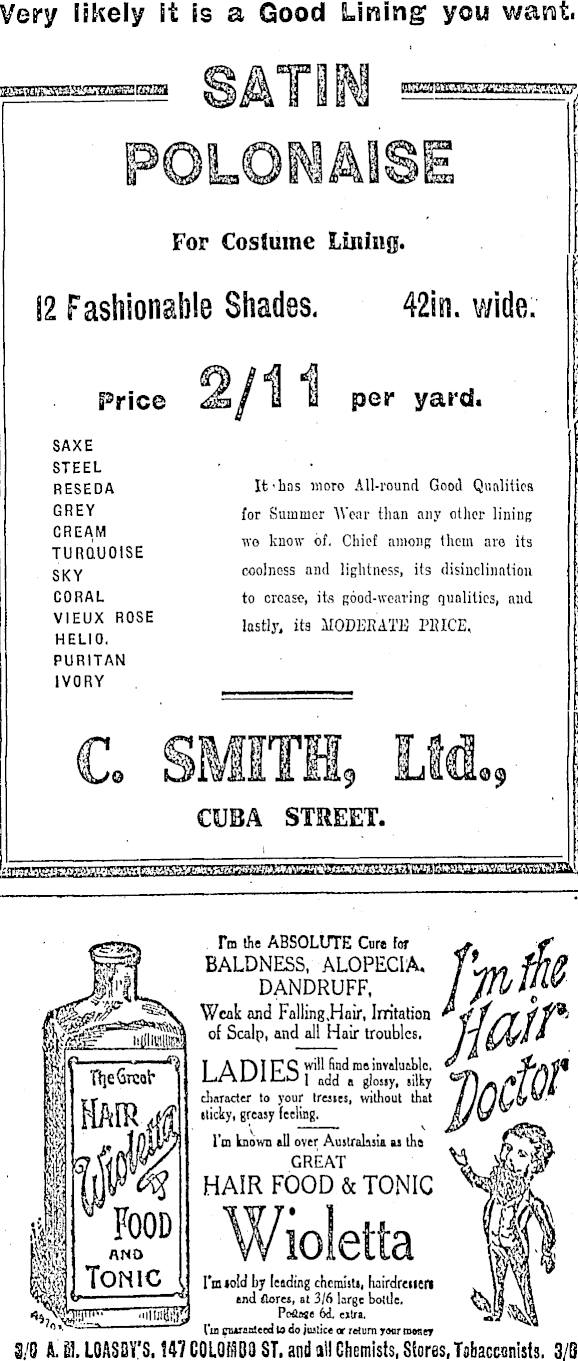 Very likely it is a Good Lining you want.
SATIN
POLONAISE
For Costume Lining.
12 Fashionable Shades. 42in. wide.
Price 2/11 per yard.
SAXE
STEEL
RESEDA
GREY
CREAM
TURQUOISE
SKY
CORAL
VIEUX ROSE
HELIO.
PURITAN
IVORY
It has more All-round Good Qualities
for Summer Wear than any other lining
we know of. Chief among them are its
coolness and lightness, its disinclination
to crease, its good-wearing qualities, and
lastly, its MODERATE PRICE.
C. SMITH, Ltd.,
CUBA STREET.
The Great
HAIR
Wioletta
FOOD
AND
TONIC
I'm the ABSOLUTE Cure for
BALDNESS, ALOPECIA.
DANDRUFF,
Weak and Falling Hair, Irritation
of Scalp, and all Hair troubles.
LADIES will find me invaluable.
I add a glossy, silky
character to your tresses, without that
sticky, greasy feeling.
I'm known all over Australasia as the
GREAT
HAIR FOOD & TONIC
Wioletta
I'm sold by leading chemists, hairdressers
and stores, at 3/6 large bottle.
Postage 6d. extra.
I'm guaranteed to do justice or return your money
I'm the
Hair
Doctor
3/6 A. M. LOASBY'S, 147 COLOMBO ST. and all Chemists, Stores, Tobacconists. 3/6